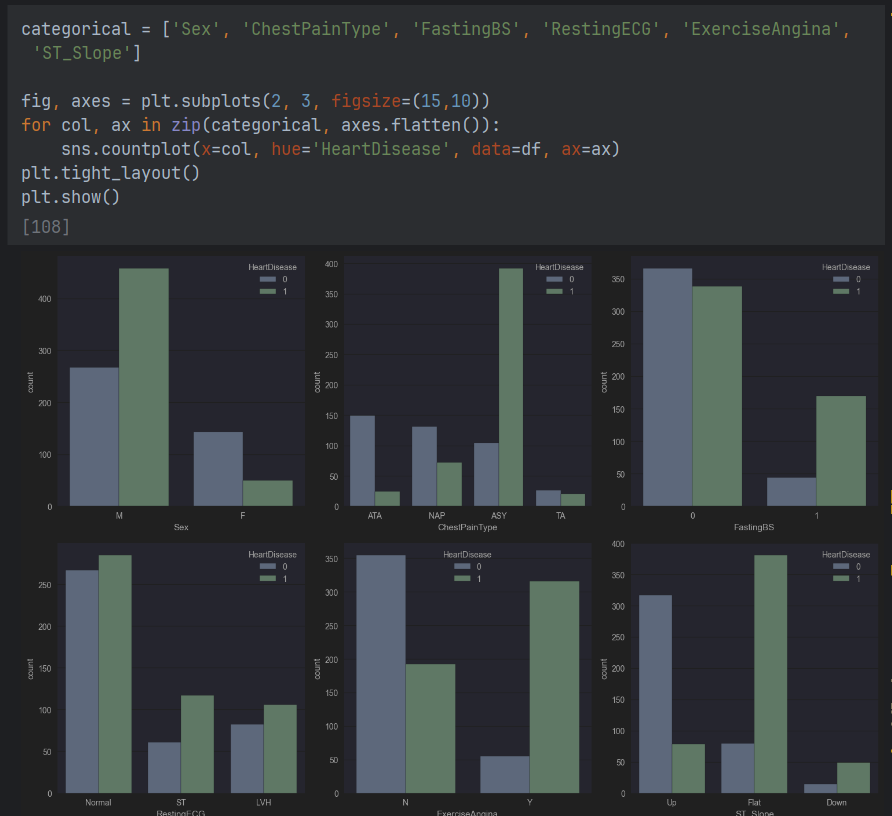 categorical = ['Sex', 'ChestPainType', 'FastingBS', 'RestingECG', 'ExerciseAngina',
'ST_Slope']
fig, axes = plt.subplots(2, 3, figsize=(15,10))
for col, ax in zip(categorical, axes.flatten()):
    sns.countplot(x=col, hue='HeartDisease', data=df, ax=ax)
plt.tight_layout()
plt.show()
[108]
HeartDisease
0
1
400
300
200
100
0
count
M F
Sex
HeartDisease
0
1
400
350
300
250
200
150
100
50
0
count
ATA NAP ASY TA
ChestPainType
HeartDisease
0
1
350
300
250
200
150
100
50
0
count
0 1
FastingBS
HeartDisease
0
1
250
200
150
100
50
0
count
Normal ST LVH
RestingECG
HeartDisease
0
1
350
300
250
200
150
100
50
0
count
N Y
ExerciseAngina
HeartDisease
0
1
400
350
300
250
200
150
100
50
0
count
Up Flat Down
ST_Slope